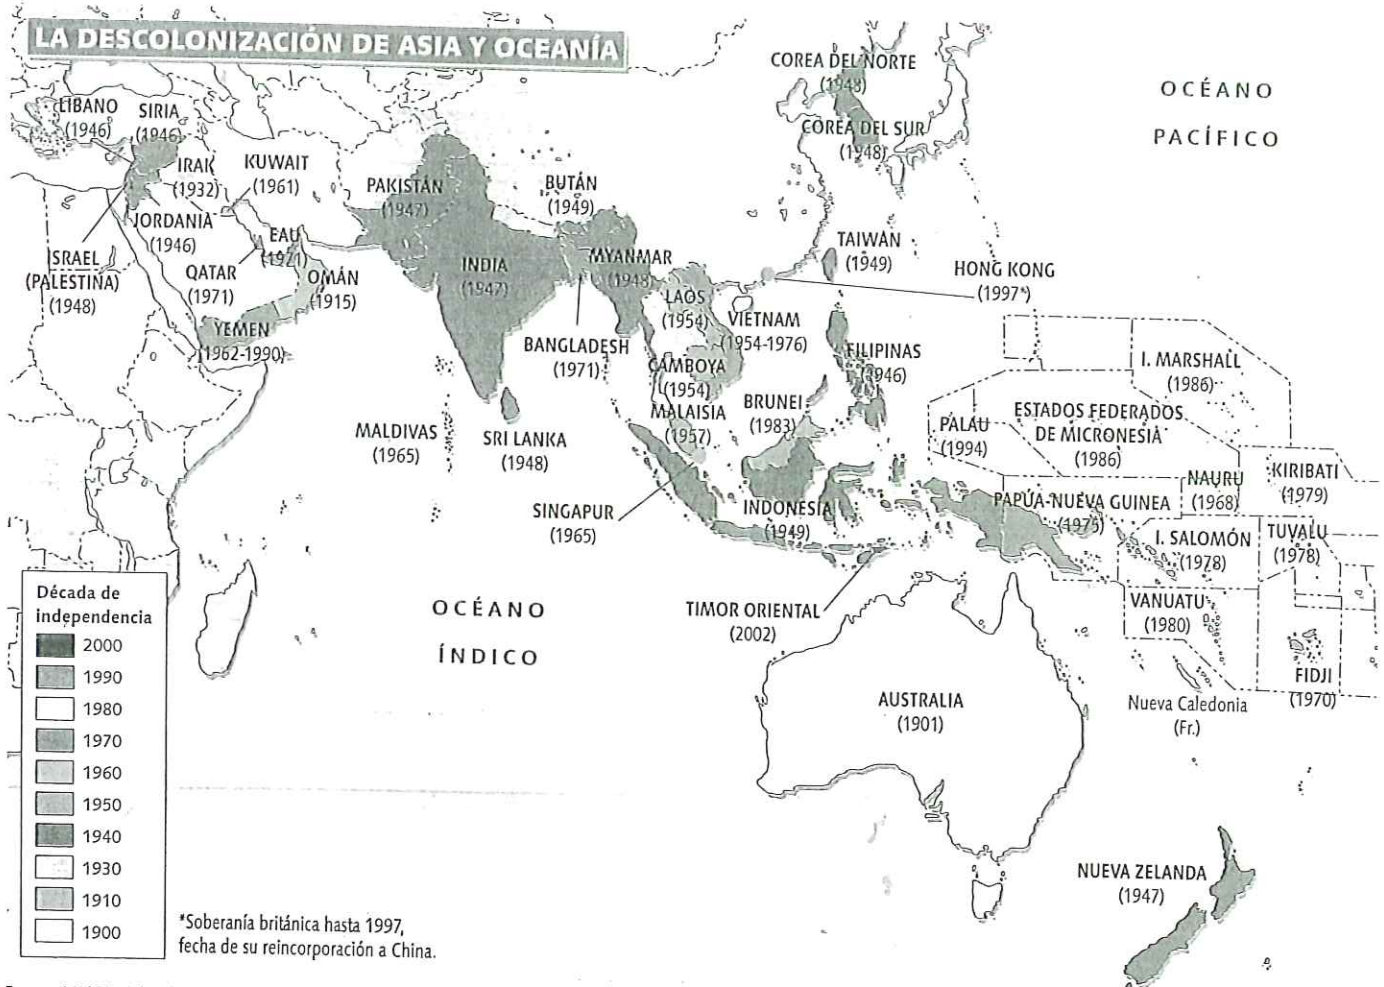 LA DESCOLONIZACIÓN DE ASIA Y OCEANÍA
COREA DEL NORTE
(1948)
COREA DEL SUR
(1948)
OCÉANO
PACÍFICO
LÍBANO
(1946)
SIRIA
(1946)
IRAK
(1932)
KUWAIT
(1961)
JORDANIA
(1946)
ISRAEL
(PALESTINA)
(1948)
EAU
(1971)
QATAR
(1971)
OMÁN
(1915)
YEMEN
(1962-1990)
PAKISTÁN
(1947)
INDIA
(1947)
BUTÁN
(1949)
MYANMAR
(1948)
BANGLADESH
(1971)
LAOS
(1954)
VIETNAM
(1954-1976)
CAMBOYA
(1954)
TAIWÁN
(1949)
HONG KONG
(1997*)
FILIPINAS
(1946)
MALAISIA
(1957)
BRUNEI
(1983)
MALDIVAS
(1965)
SRI LANKA
(1948)
SINGAPUR
(1965)
INDONESIA
(1949)
I. MARSHALL
(1986)
PALAU
(1994)
ESTADOS FEDERADOS
DE MICRONESIA
(1986)
NAURU
(1968)
KIRIBATI
(1979)
PAPÚA-NUEVA GUINEA
(1975)
I. SALOMÓN
(1978)
TUVALU
(1978)
VANUATU
(1980)
FIDJI
(1970)
Nueva Caledonia
(Fr.)
TIMOR ORIENTAL
(2002)
OCÉANO
ÍNDICO
AUSTRALIA
(1901)
NUEVA ZELANDA
(1947)
Década de
independencia
2000
1990
1980
1970
1960
1950
1940
1930
1910
1900
*Soberanía británica hasta 1997,
fecha de su reincorporación a China.